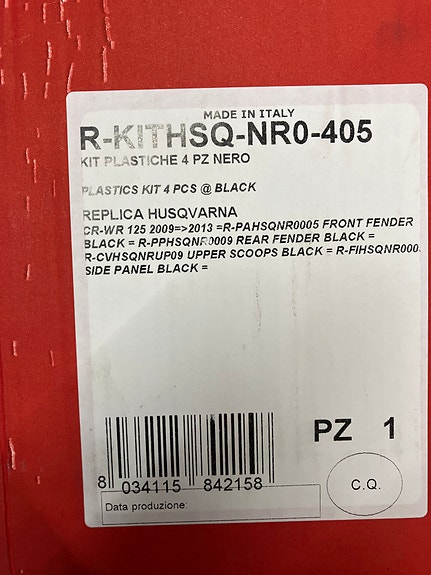 MADE IN ITALY
R-KITHSQ-NR0-405
KIT PLASTICHE 4 PZ NERO
PLASTICS KIT 4 PCS @ BLACK
REPLICA HUSQVARNA
CR-WR 125 2009=>2013 =R-PAHSQNR0005 FRONT FENDER
BLACK = R-PPHSQNR0009 REAR FENDER BLACK =
R-CVHSQNRUP09 UPPER SCOOPS BLACK = R-FIHSQNR000
SIDE PANEL BLACK =
PZ 1
8 034115 842158
C.Q.
Data produzione: